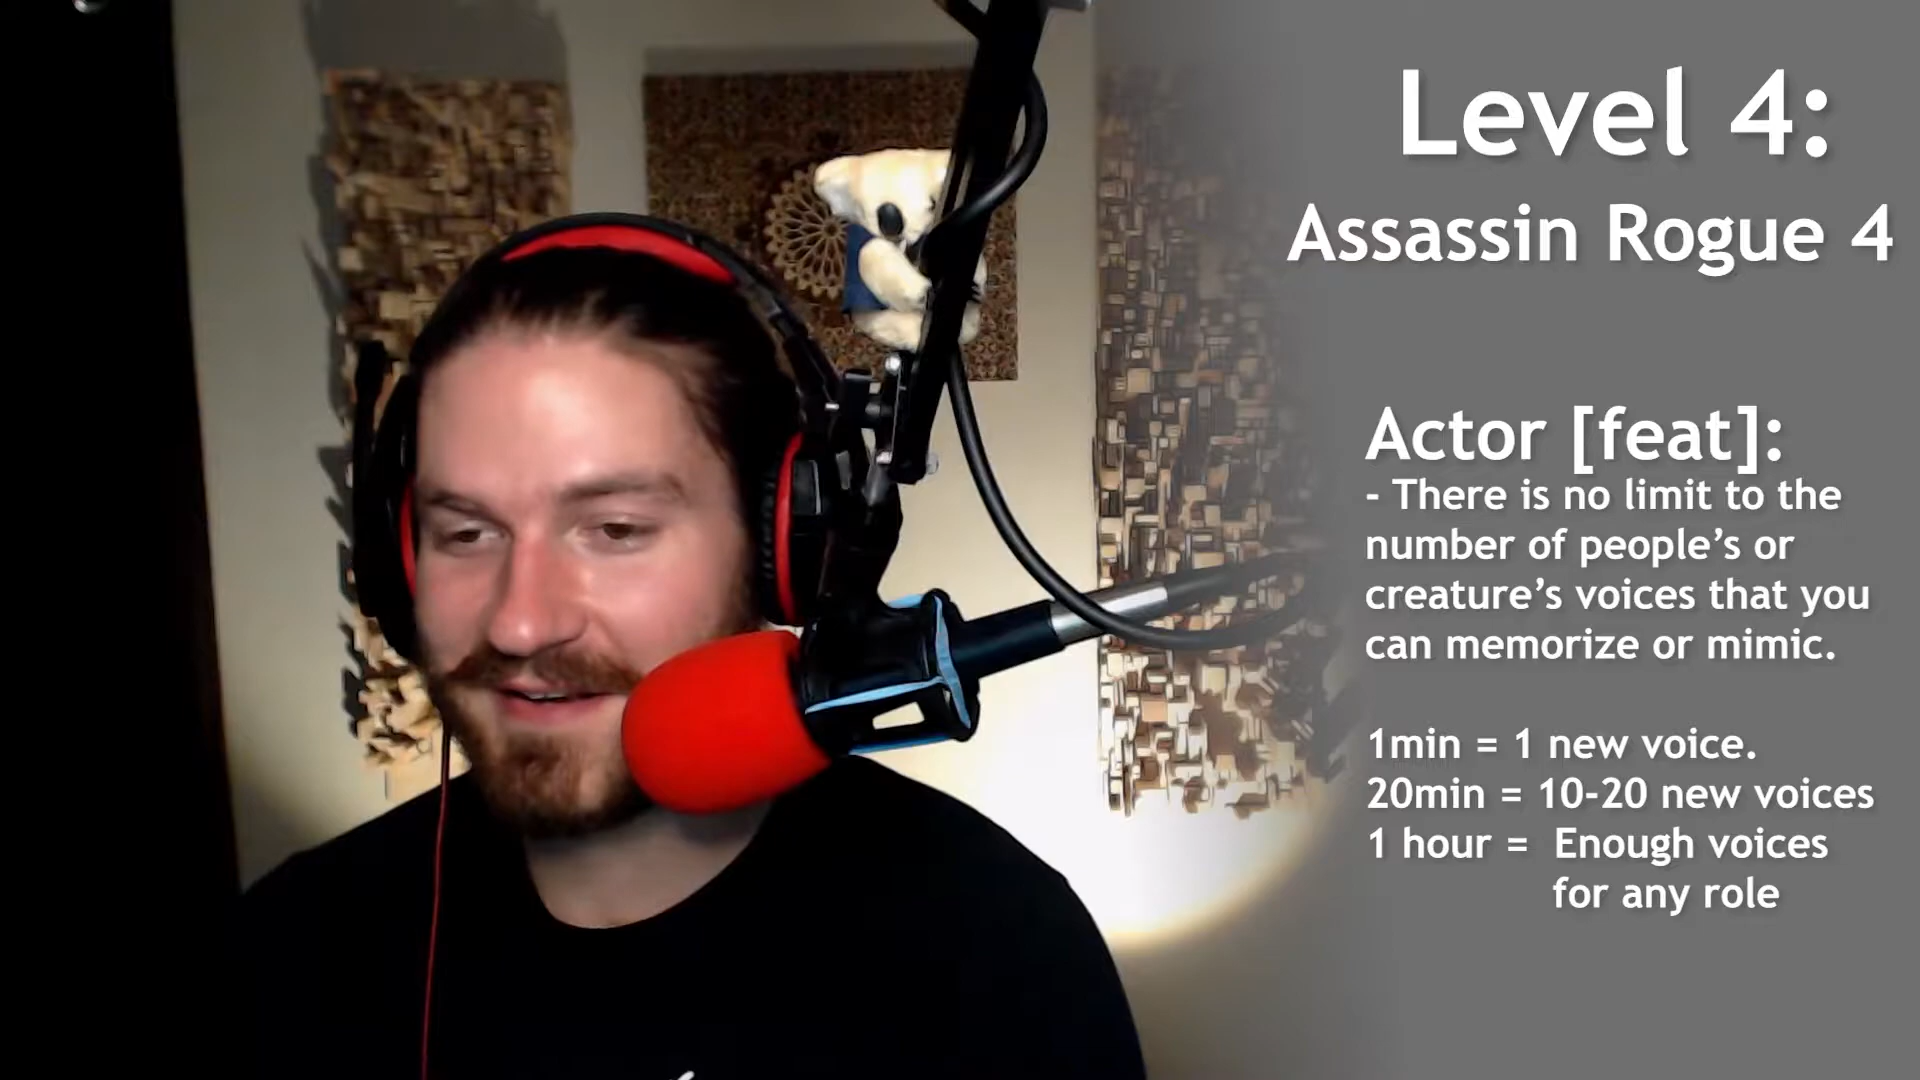 Level 4:
Assassin Rogue 4
Actor [feat]:
- There is no limit to the
number of people's or
creature's voices that you
can memorize or mimic.
1min = 1 new voice.
20min = 10-20 new voices
1 hour = Enough voices
for any role